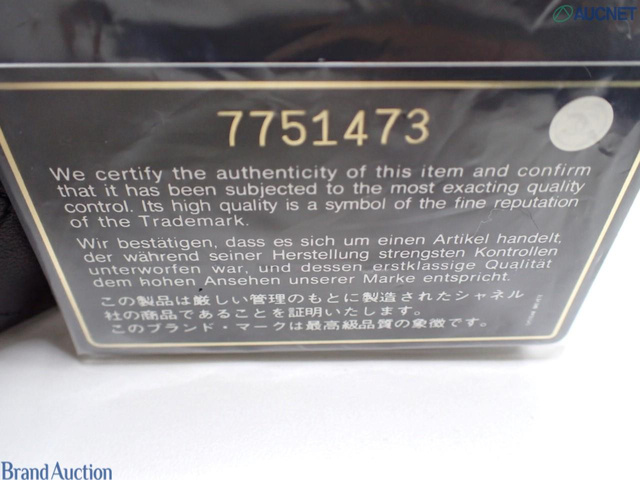 AUCNET
7751473
We certify the authenticity of this item and confirm
that it has been subjected to the most exacting quality
control. Its high quality is a symbol of the fine reputation
of the Trademark.
Wir bestätigen, dass es sich um einen Artikel handelt,
der während seiner Herstellung strengsten Kontrollen
unterworfen war, und dessen erstklassige Qualität
dem hohen Ansehen unserer Marke entspricht.
この製品は厳しい管理のもとに製造されたシャネル
社の商品であることを証明いたします。
このブランド・マークは最高級品質の象徴です。
Brand Auction